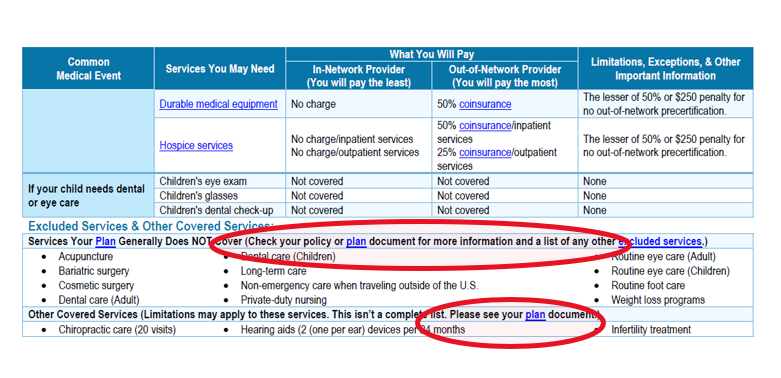 Common
Medical Event
Services You May Need
What You Will Pay
In-Network Provider
(You will pay the least)
Out-of-Network Provider
(You will pay the most)
Limitations, Exceptions, & Other
Important Information
Durable medical equipment
No charge
50% coinsurance
The lesser of 50% or $250 penalty for
no out-of-network precertification.
Hospice services
No charge/inpatient services
No charge/outpatient services
50% coinsurance/inpatient
services
25% coinsurance/outpatient
services
The lesser of 50% or $250 penalty for
no out-of-network precertification.
If your child needs dental
or eye care
Children's eye exam
Not covered
Not covered
None
Children's glasses
Not covered
Not covered
None
Children's dental check-up
Not covered
Not covered
None
Excluded Services & Other Covered Services:
Services Your Plan Generally Does NOT Cover (Check your policy or plan document for more information and a list of any other excluded services.)
• Acupuncture
• Bariatric surgery
• Cosmetic surgery
• Dental care (Adult)
• Dental care (Children)
• Long-term care
• Non-emergency care when traveling outside of the U.S.
• Private-duty nursing
• Routine eye care (Adult)
• Routine eye care (Children)
• Routine foot care
• Weight loss programs
Other Covered Services (Limitations may apply to these services. This isn't a complete list. Please see your plan document.)
• Chiropractic care (20 visits)
• Hearing aids (2 (one per ear) devices per 24 months
• Infertility treatment